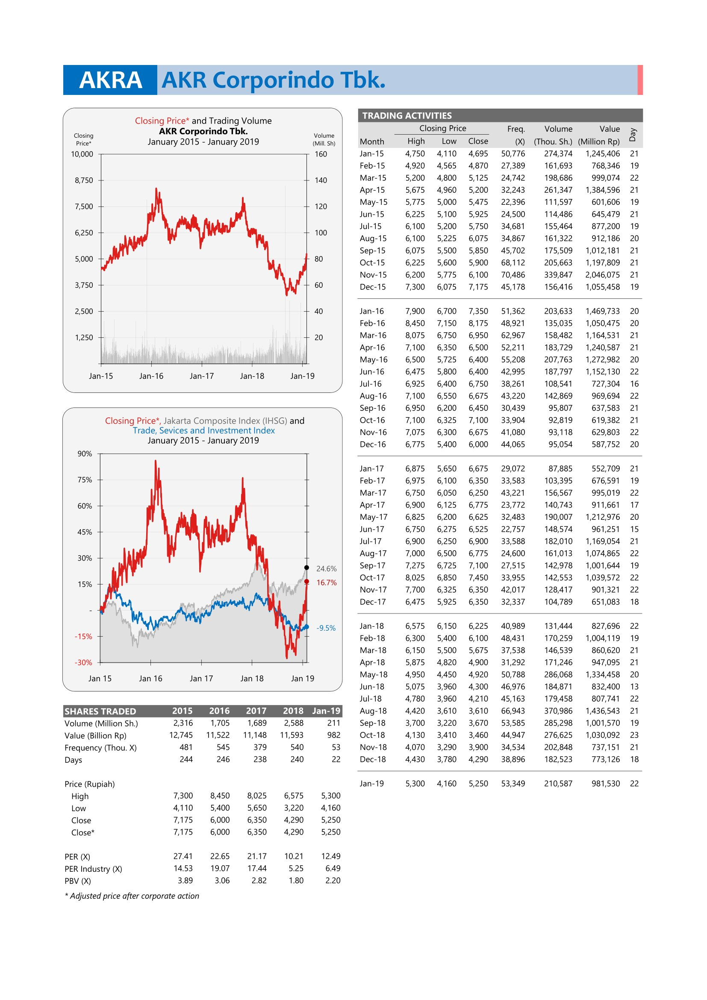 AKRA AKR Corporindo Tbk.
Closing Price* and Trading Volume
AKR Corporindo Tbk.
January 2015 - January 2019
Closing Price*
Volume (Mill. Sh)
10,000 160
8,750 140
7,500 120
6,250 100
5,000 80
3,750 60
2,500 40
1,250 20
Jan-15 Jan-16 Jan-17 Jan-18 Jan-19
Closing Price*, Jakarta Composite Index (IHSG) and
Trade, Sevices and Investment Index
January 2015 - January 2019
90%
75%
60%
45%
30%
15%
-
-15%
-30%
24.6%
16.7%
-9.5%
Jan 15 Jan 16 Jan 17 Jan 18 Jan 19
SHARES TRADED 2015 2016 2017 2018 Jan-19
Volume (Million Sh.) 2,316 1,705 1,689 2,588 211
Value (Billion Rp) 12,745 11,522 11,148 11,593 982
Frequency (Thou. X) 481 545 379 540 53
Days 244 246 238 240 22
Price (Rupiah)
High 7,300 8,450 8,025 6,575 5,300
Low 4,110 5,400 5,650 3,220 4,160
Close 7,175 6,000 6,350 4,290 5,250
Close* 7,175 6,000 6,350 4,290 5,250
PER (X) 27.41 22.65 21.17 10.21 12.49
PER Industry (X) 14.53 19.07 17.44 5.25 6.49
PBV (X) 3.89 3.06 2.82 1.80 2.20
* Adjusted price after corporate action
TRADING ACTIVITIES
Closing Price Freq. Volume Value Day
Month High Low Close (X) (Thou. Sh.) (Million Rp)
Jan-15 4,750 4,110 4,695 50,776 274,374 1,245,406 21
Feb-15 4,920 4,565 4,870 27,389 161,693 768,346 19
Mar-15 5,200 4,800 5,125 24,742 198,686 999,074 22
Apr-15 5,675 4,960 5,200 32,243 261,347 1,384,596 21
May-15 5,775 5,000 5,475 22,396 111,597 601,606 19
Jun-15 6,225 5,100 5,925 24,500 114,486 645,479 21
Jul-15 6,100 5,200 5,750 34,681 155,464 877,200 19
Aug-15 6,100 5,225 6,075 34,867 161,322 912,186 20
Sep-15 6,075 5,500 5,850 45,702 175,509 1,012,181 21
Oct-15 6,225 5,600 5,900 68,112 205,663 1,197,809 21
Nov-15 6,200 5,775 6,100 70,486 339,847 2,046,075 21
Dec-15 7,300 6,075 7,175 45,178 156,416 1,055,458 19
Jan-16 7,900 6,700 7,350 51,362 203,633 1,469,733 20
Feb-16 8,450 7,150 8,175 48,921 135,035 1,050,475 20
Mar-16 8,075 6,750 6,950 62,967 158,482 1,164,531 21
Apr-16 7,100 6,350 6,500 52,211 183,729 1,240,587 21
May-16 6,500 5,725 6,400 55,208 207,763 1,272,982 20
Jun-16 6,475 5,800 6,400 42,995 187,797 1,152,130 22
Jul-16 6,925 6,400 6,750 38,261 108,541 727,304 16
Aug-16 7,100 6,550 6,675 43,220 142,869 969,694 22
Sep-16 6,950 6,200 6,450 30,439 95,807 637,583 21
Oct-16 7,100 6,325 7,100 33,904 92,819 619,382 21
Nov-16 7,075 6,300 6,675 41,080 93,118 629,803 22
Dec-16 6,775 5,400 6,000 44,065 95,054 587,752 20
Jan-17 6,875 5,650 6,675 29,072 87,885 552,709 21
Feb-17 6,975 6,100 6,350 33,583 103,395 676,591 19
Mar-17 6,750 6,050 6,250 43,221 156,567 995,019 22
Apr-17 6,900 6,125 6,775 23,772 140,743 911,661 17
May-17 6,825 6,200 6,625 32,483 190,007 1,212,976 20
Jun-17 6,750 6,275 6,525 22,757 148,574 961,251 15
Jul-17 6,900 6,250 6,900 33,588 182,010 1,169,054 21
Aug-17 7,000 6,500 6,775 24,600 161,013 1,074,865 22
Sep-17 7,275 6,725 7,100 27,515 142,978 1,001,644 19
Oct-17 8,025 6,850 7,450 33,955 142,553 1,039,572 22
Nov-17 7,700 6,325 6,350 42,017 128,417 901,321 22
Dec-17 6,475 5,925 6,350 32,337 104,789 651,083 18
Jan-18 6,575 6,150 6,225 40,989 131,444 827,696 22
Feb-18 6,300 5,400 6,100 48,431 170,259 1,004,119 19
Mar-18 6,150 5,500 5,675 37,538 146,539 860,620 21
Apr-18 5,875 4,820 4,900 31,292 171,246 947,095 21
May-18 4,950 4,450 4,920 50,788 286,068 1,334,458 20
Jun-18 5,075 3,960 4,300 46,976 184,871 832,400 13
Jul-18 4,780 3,960 4,210 45,163 179,458 807,741 22
Aug-18 4,420 3,610 3,610 66,943 370,986 1,436,543 21
Sep-18 3,700 3,220 3,670 53,585 285,298 1,001,570 19
Oct-18 4,130 3,410 3,460 44,947 276,625 1,030,092 23
Nov-18 4,070 3,290 3,900 34,534 202,848 737,151 21
Dec-18 4,430 3,780 4,290 38,896 182,523 773,126 18
Jan-19 5,300 4,160 5,250 53,349 210,587 981,530 22